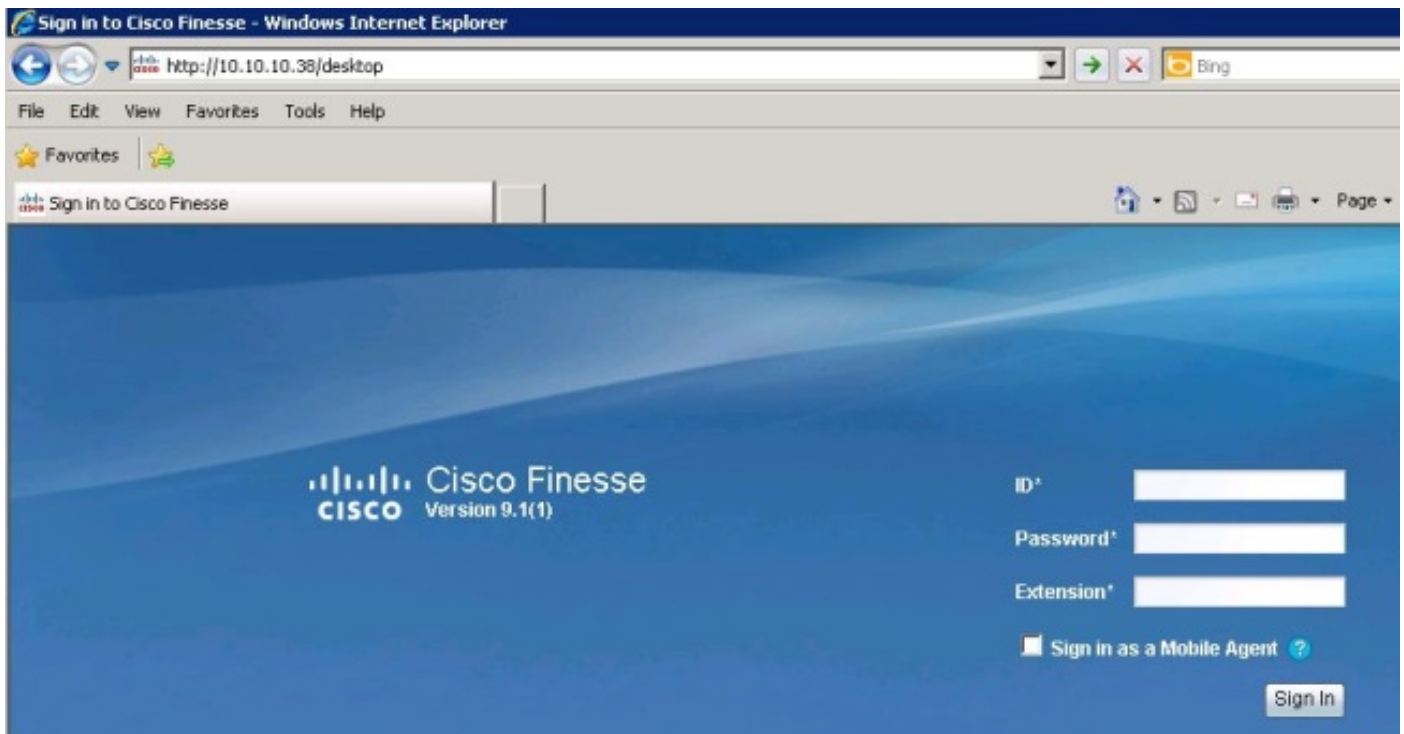 Sign in to Cisco Finesse - Windows Internet Explorer
http://10.10.10.38/desktop
Bing
File Edit View Favorites Tools Help
Favorites
Sign in to Cisco Finesse
Page
CISCO
Cisco Finesse
Version 9.1(1)
ID*
Password*
Extension*
Sign in as a Mobile Agent ?
Sign In